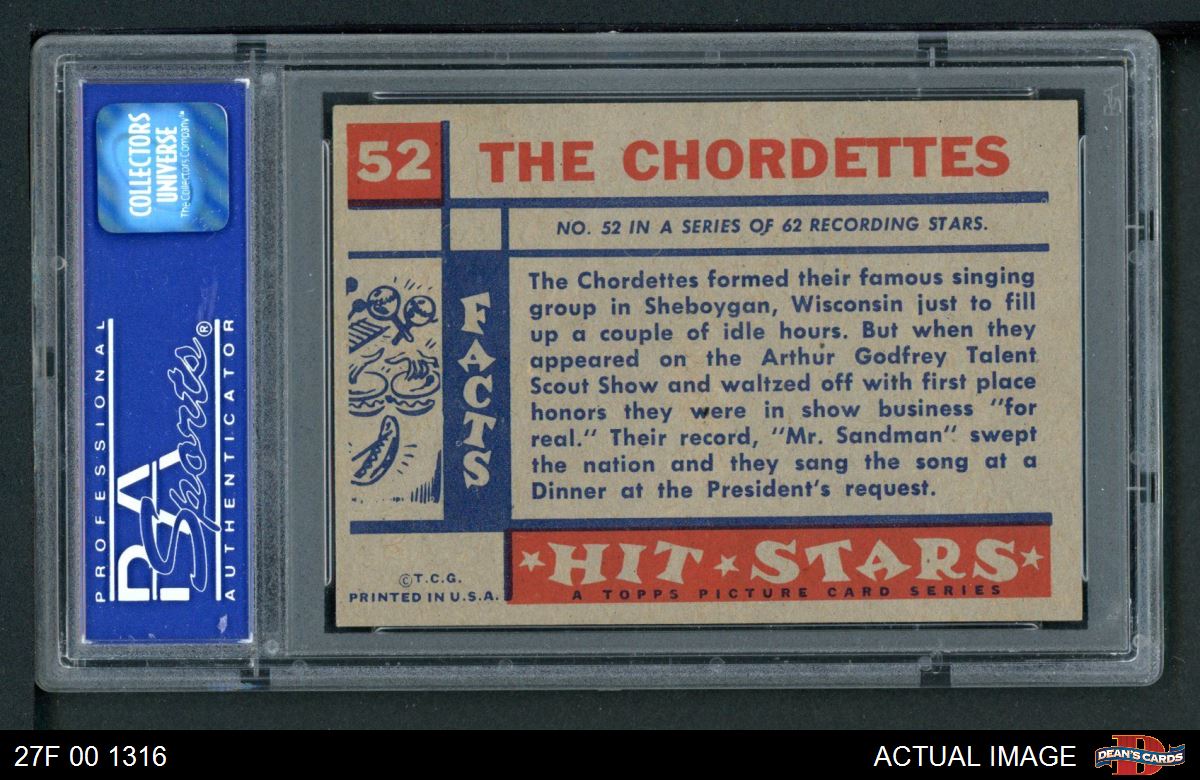 COLLECTORS
UNIVERSE
The Collectors Company™
PROFESSIONAL
PSA
Sports®
AUTHENTICATOR
52
THE CHORDETTES
NO. 52 IN A SERIES OF 62 RECORDING STARS.
FACTS
The Chordettes formed their famous singing
group in Sheboygan, Wisconsin just to fill
up a couple of idle hours. But when they
appeared on the Arthur Godfrey Talent
Scout Show and waltzed off with first place
honors they were in show business "for
real." Their record, "Mr. Sandman" swept
the nation and they sang the song at a
Dinner at the President's request.
©T.C.G.
PRINTED IN U.S.A.
HIT STARS
A TOPPS PICTURE CARD SERIES
27F 00 1316
ACTUAL IMAGE
D
DEAN'S CARDS